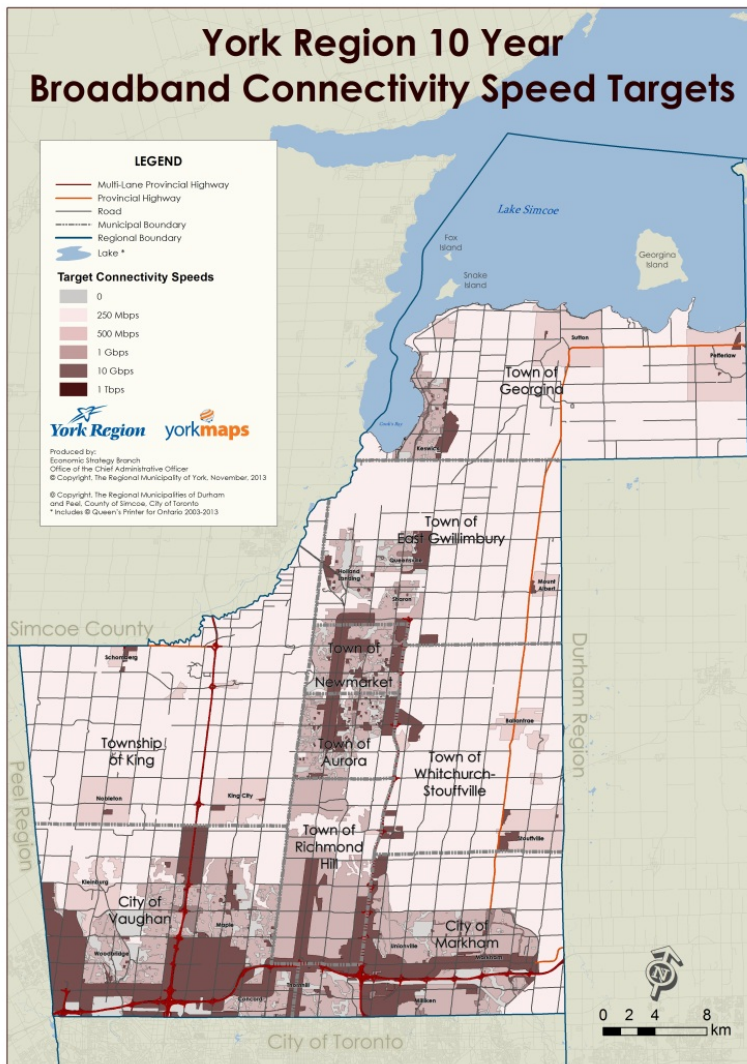 York Region 10 Year
Broadband Connectivity Speed Targets
LEGEND
Multi-Lane Provincial Highway
Provincial Highway
Road
Municipal Boundary
Regional Boundary
Lake *
Target Connectivity Speeds
0
250 Mbps
500 Mbps
1 Gbps
10 Gbps
1 Tbps
York Region
yorkmaps
Produced by:
Economic Strategy Branch
Office of the Chief Administrative Officer
© Copyright, The Regional Municipality of York, November, 2013
© Copyright, The Regional Municipalities of Durham
and Peel, County of Simcoe, City of Toronto
* Includes © Queen's Printer for Ontario 2003-2013
Lake Simcoe
Fox
Island
Snake
Island
Georgina
Island
Sutton
Pefferlaw
Town of
Georgina
Cook's Bay
Keswick
Town of
East Gwillimbury
Queensville
Holland
Landing
Mount
Albert
Sharon
Simcoe County
Durham Region
Schomberg
Town of
Newmarket
Ballantrae
Township
of King
Town of
Aurora
Town of
Whitchurch-
Stouffville
Peel Region
Nobleton
King City
Stouffville
Town of
Richmond
Hill
Kleinburg
City of
Vaughan
Maple
City of
Markham
Unionville
Woodbridge
Markham
Thornhill
Concord
Milliken
N
0 2 4 8
km
City of Toronto